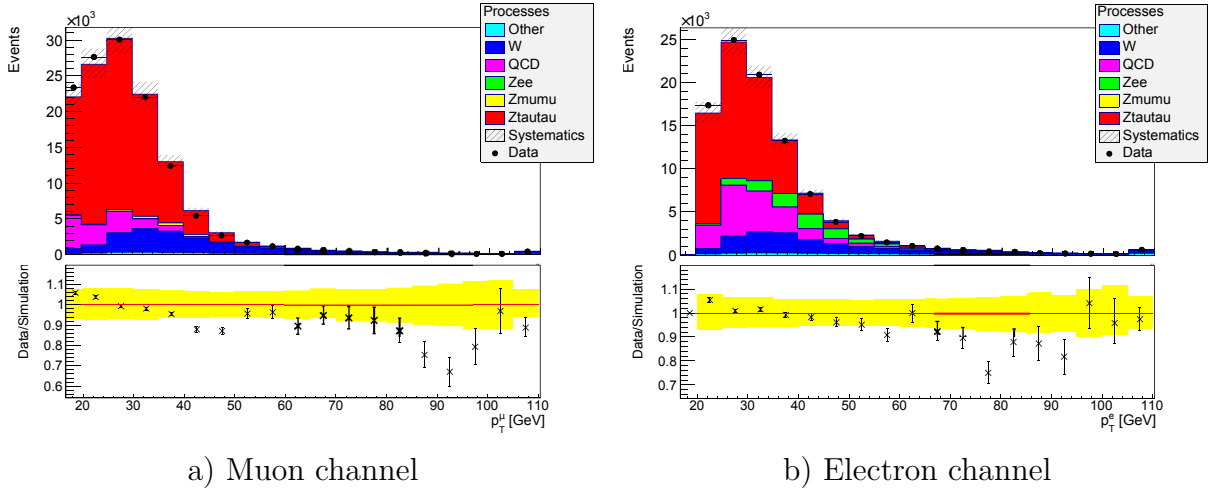 ×10³
Events
30
25
20
15
10
5
0
Processes
Other
W
QCD
Zee
Zmumu
Ztautau
Systematics
Data
Data/Simulation
1.1
1
0.9
0.8
0.7
0.6
20 30 40 50 60 70 80 90 100 110
p_T^μ [GeV]
a) Muon channel
×10³
Events
25
20
15
10
5
0
Processes
Other
W
QCD
Zee
Zmumu
Ztautau
Systematics
Data
Data/Simulation
1.1
1
0.9
0.8
0.7
20 30 40 50 60 70 80 90 100 110
p_T^e [GeV]
b) Electron channel